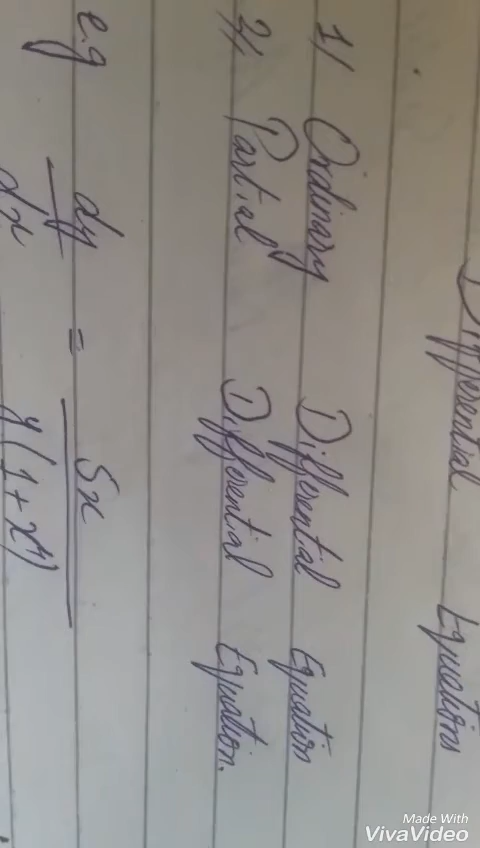 Differential Equations
1) Ordinary Differential Equation
2) Partial Differential Equation.
e.g dy/dx = 5x/y(1+x⁴)
Made With
VivaVideo